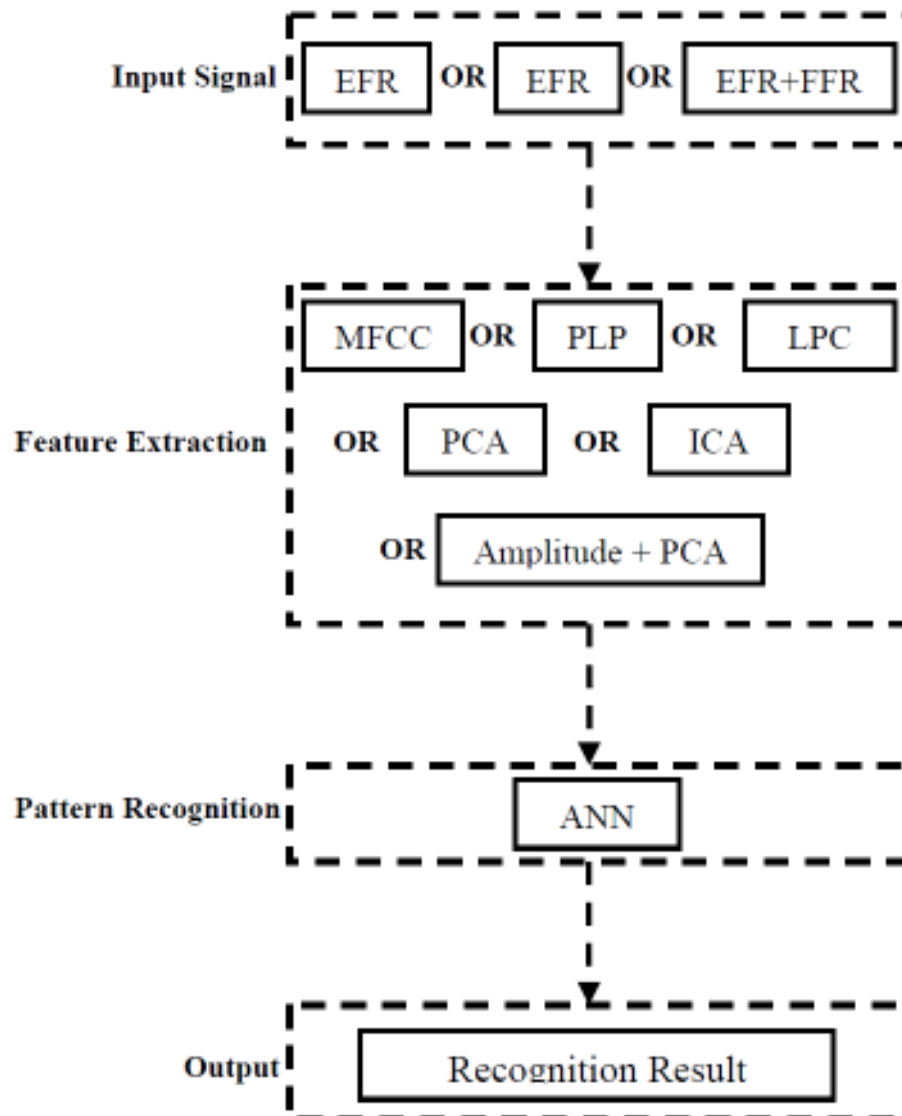 Input Signal EFR OR EFR OR EFR+FFR
MFCC OR PLP OR LPC
Feature Extraction OR PCA OR ICA
OR Amplitude + PCA
Pattern Recognition ANN
Output Recognition Result